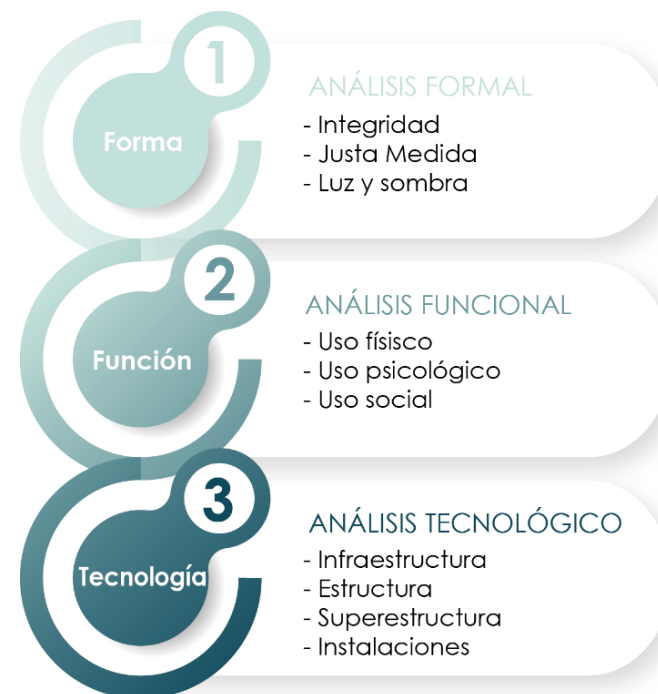 1
Forma
ANÁLISIS FORMAL
- Integridad
- Justa Medida
- Luz y sombra
2
Función
ANÁLISIS FUNCIONAL
- Uso físisco
- Uso psicológico
- Uso social
3
Tecnología
ANÁLISIS TECNOLÓGICO
- Infraestructura
- Estructura
- Superestructura
- Instalaciones